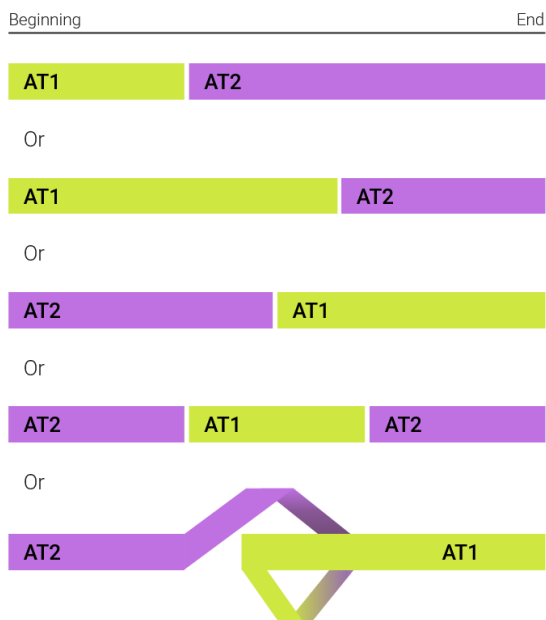 Beginning End
AT1 AT2
Or
AT1 AT2
Or
AT2 AT1
Or
AT2 AT1 AT2
Or
AT2 AT1